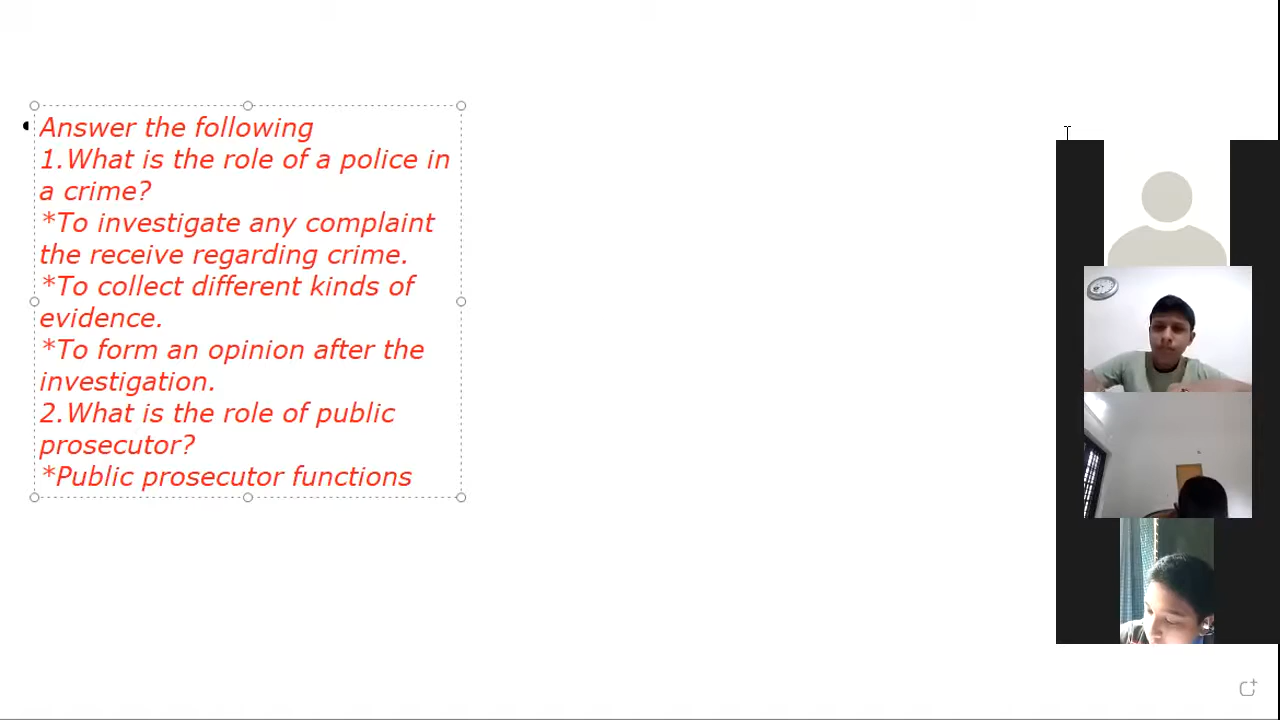 Answer the following
1.What is the role of a police in
a crime?
*To investigate any complaint
the receive regarding crime.
*To collect different kinds of
evidence.
*To form an opinion after the
investigation.
2.What is the role of public
prosecutor?
*Public prosecutor functions